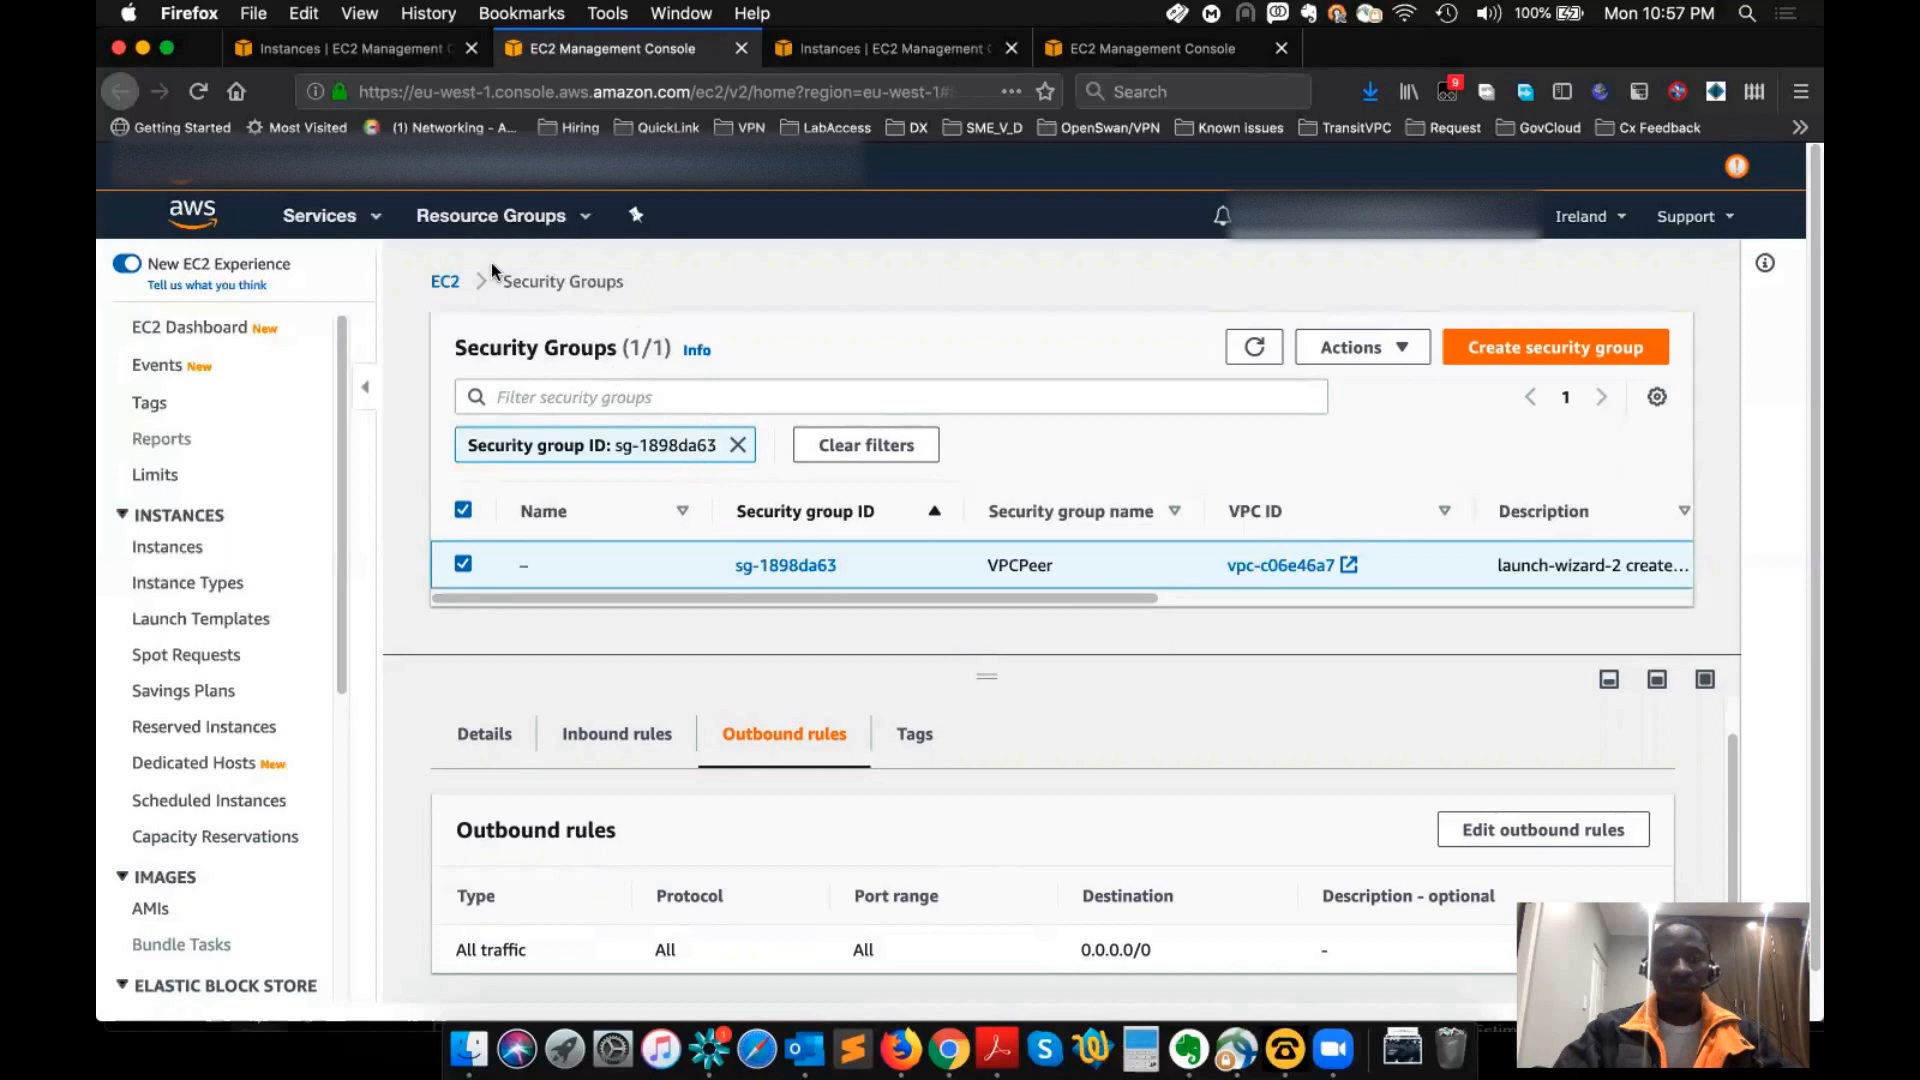 Firefox File Edit View History Bookmarks Tools Window Help 100% Mon 10:57 PM
Instances | EC2 Management C EC2 Management Console Instances | EC2 Management C EC2 Management Console
https://eu-west-1.console.aws.amazon.com/ec2/v2/home?region=eu-west-1#S Search 9
Getting Started Most Visited (1) Networking - A... Hiring QuickLink VPN LabAccess DX SME_V_D OpenSwan/VPN Known issues TransitVPC Request GovCloud Cx Feedback
aws Services Resource Groups Ireland Support
New EC2 Experience
Tell us what you think
EC2 Dashboard New
Events New
Tags
Reports
Limits
INSTANCES
Instances
Instance Types
Launch Templates
Spot Requests
Savings Plans
Reserved Instances
Dedicated Hosts New
Scheduled Instances
Capacity Reservations
IMAGES
AMIs
Bundle Tasks
ELASTIC BLOCK STORE
EC2 > Security Groups
Security Groups (1/1) Info Actions Create security group
Filter security groups 1
Security group ID: sg-1898da63 Clear filters
Name Security group ID Security group name VPC ID Description
– sg-1898da63 VPCPeer vpc-c06e46a7 launch-wizard-2 create...
Details Inbound rules Outbound rules Tags
Outbound rules Edit outbound rules
Type Protocol Port range Destination Description - optional
All traffic All All 0.0.0.0/0 -